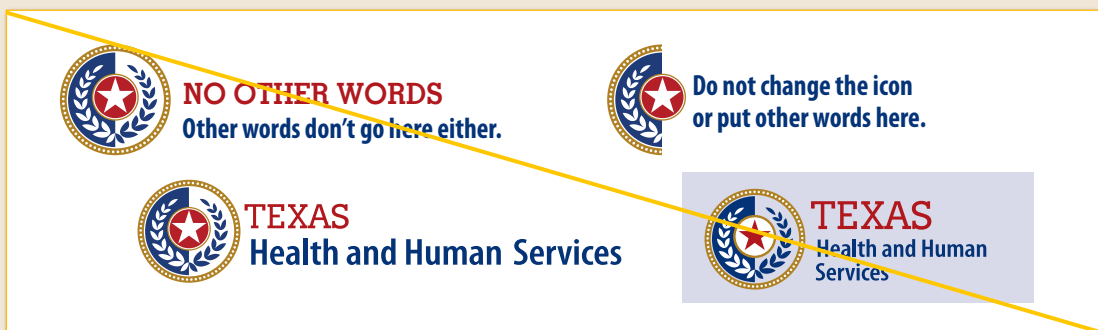 NO OTHER WORDS
Other words don't go here either.
Do not change the icon
or put other words here.
TEXAS
Health and Human Services
TEXAS
Health and Human
Services